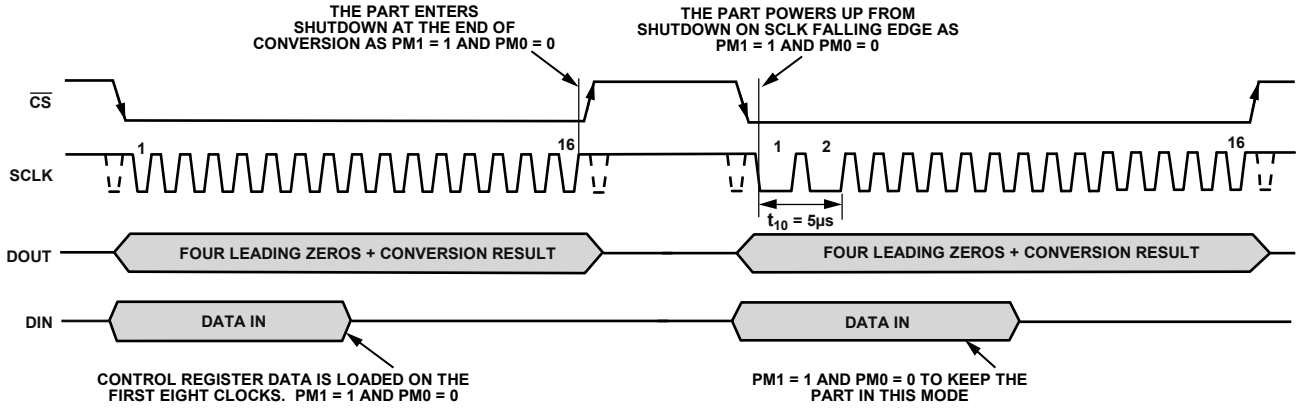 THE PART ENTERS
SHUTDOWN AT THE END OF
CONVERSION AS PM1 = 1 AND PM0 = 0
THE PART POWERS UP FROM
SHUTDOWN ON SCLK FALLING EDGE AS
PM1 = 1 AND PM0 = 0
CS
1
16
1
2
16
SCLK
t10 = 5µs
DOUT
FOUR LEADING ZEROS + CONVERSION RESULT
FOUR LEADING ZEROS + CONVERSION RESULT
DIN
DATA IN
DATA IN
CONTROL REGISTER DATA IS LOADED ON THE
FIRST EIGHT CLOCKS. PM1 = 1 AND PM0 = 0
PM1 = 1 AND PM0 = 0 TO KEEP THE
PART IN THIS MODE